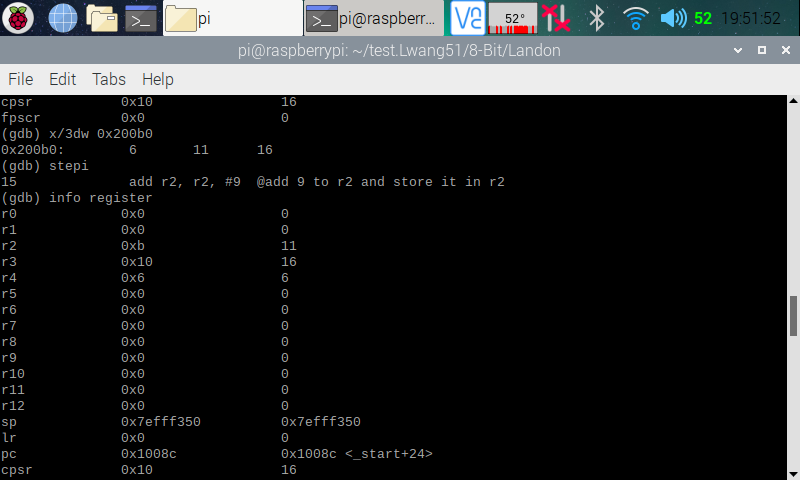 pi
pi@raspberr...
VS
52°
52
19:51:52
pi@raspberrypi: ~/test.Lwang51/8-Bit/Landon
File Edit Tabs Help
cpsr 0x10 16
fpscr 0x0 0
(gdb) x/3dw 0x200b0
0x200b0: 6 11 16
(gdb) stepi
15 add r2, r2, #9 @add 9 to r2 and store it in r2
(gdb) info register
r0 0x0 0
r1 0x0 0
r2 0xb 11
r3 0x10 16
r4 0x6 6
r5 0x0 0
r6 0x0 0
r7 0x0 0
r8 0x0 0
r9 0x0 0
r10 0x0 0
r11 0x0 0
r12 0x0 0
sp 0x7efff350 0x7efff350
lr 0x0 0
pc 0x1008c 0x1008c <_start+24>
cpsr 0x10 16